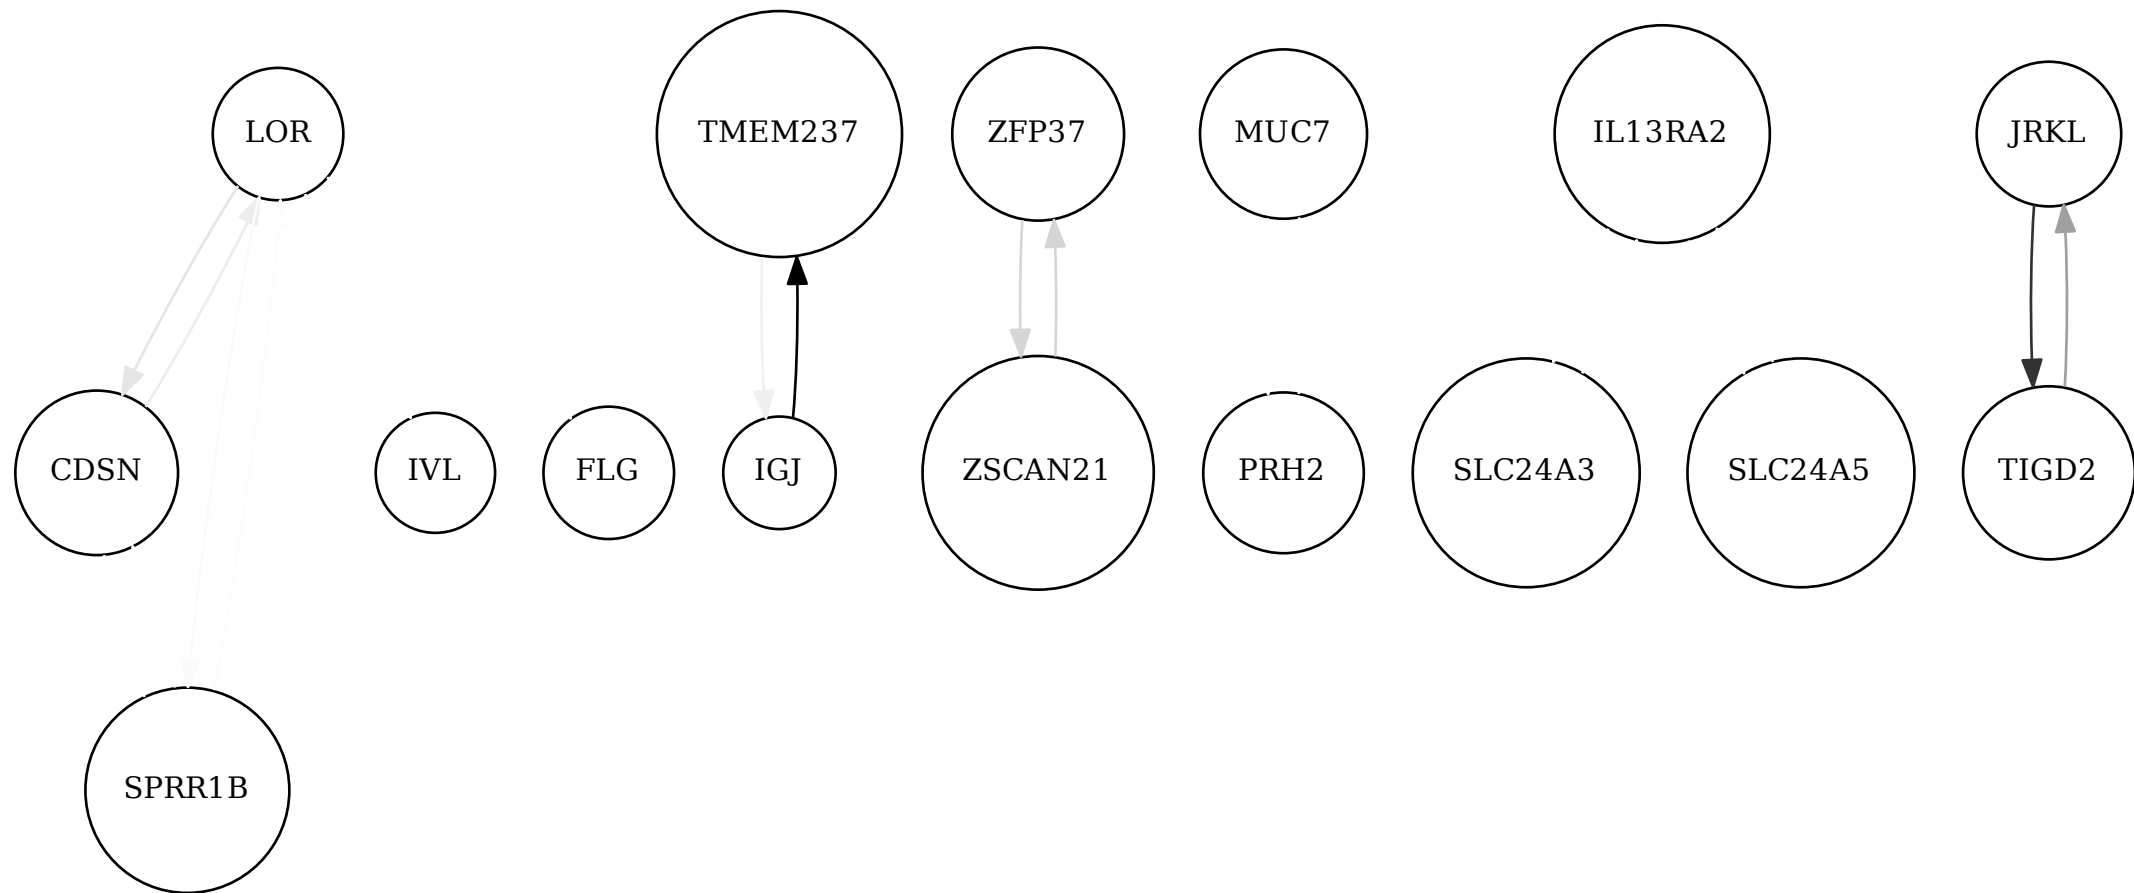 LOR
TMEM237
ZFP37
MUC7
IL13RA2
JRKL
CDSN
IVL
FLG
IGJ
ZSCAN21
PRH2
SLC24A3
SLC24A5
TIGD2
SPRR1B